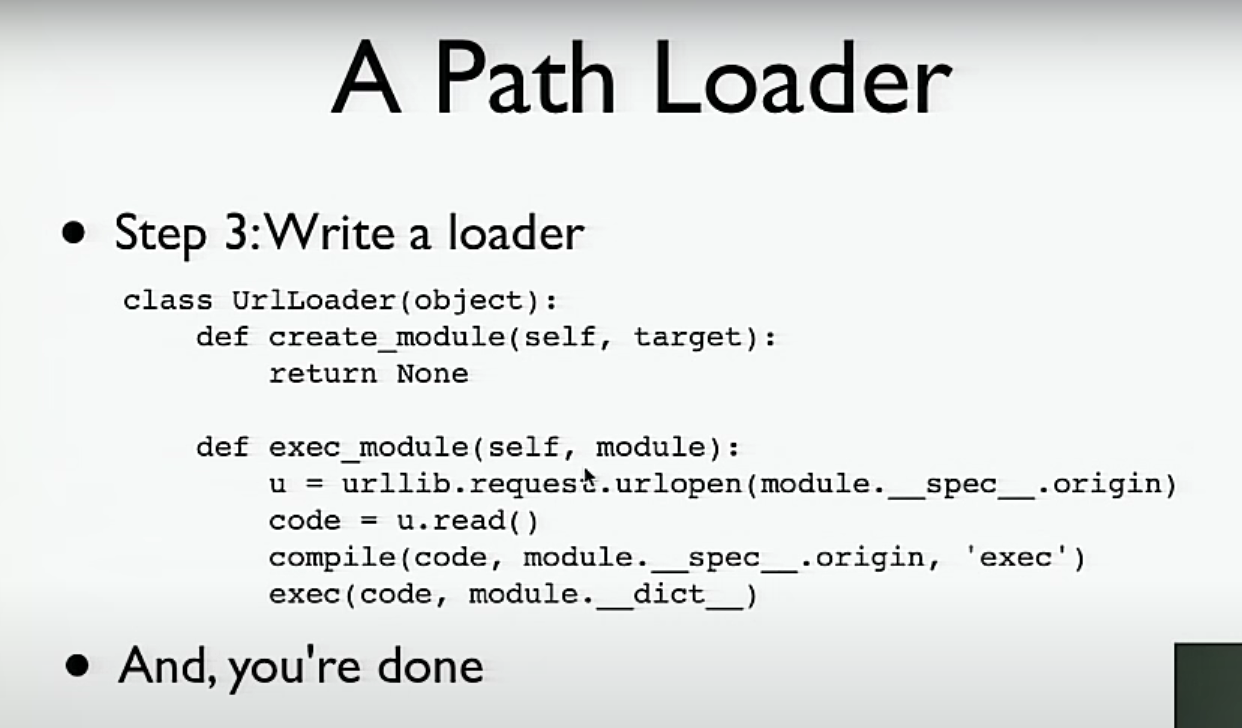 A Path Loader
• Step 3: Write a loader
class UrlLoader(object):
    def create_module(self, target):
        return None
    def exec_module(self, module):
        u = urllib.request.urlopen(module.__spec__.origin)
        code = u.read()
        compile(code, module.__spec__.origin, 'exec')
        exec(code, module.__dict__)
• And, you're done